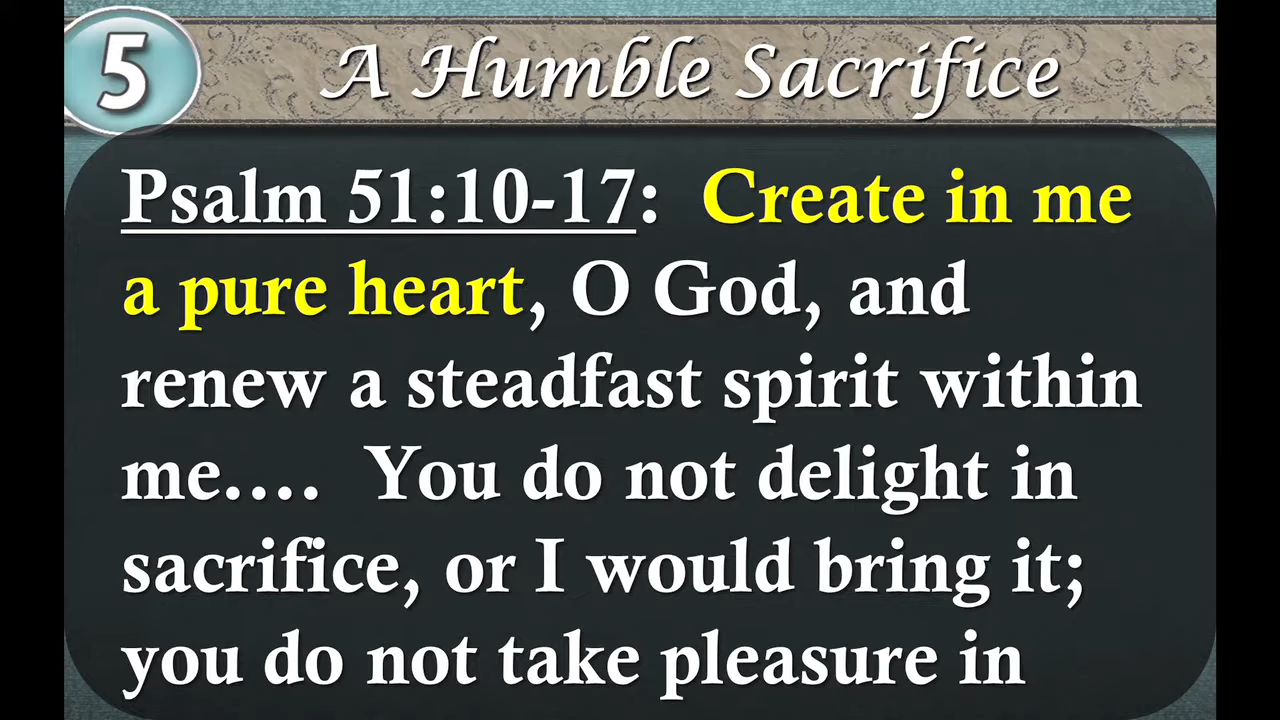 5
A Humble Sacrifice
Psalm 51:10-17: Create in me
a pure heart, O God, and
renew a steadfast spirit within
me…. You do not delight in
sacrifice, or I would bring it;
you do not take pleasure in